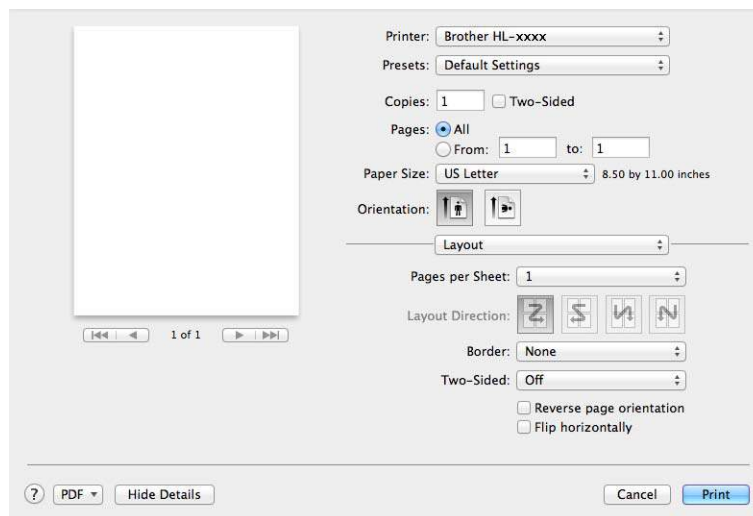 Printer: Brother HL-xxxx
Presets: Default Settings
Copies: 1 Two-Sided
Pages: All
From: 1 to: 1
Paper Size: US Letter 8.50 by 11.00 inches
Orientation:
Layout
Pages per Sheet: 1
Layout Direction:
Border: None
Two-Sided: Off
Reverse page orientation
Flip horizontally
1 of 1
? PDF Hide Details Cancel Print